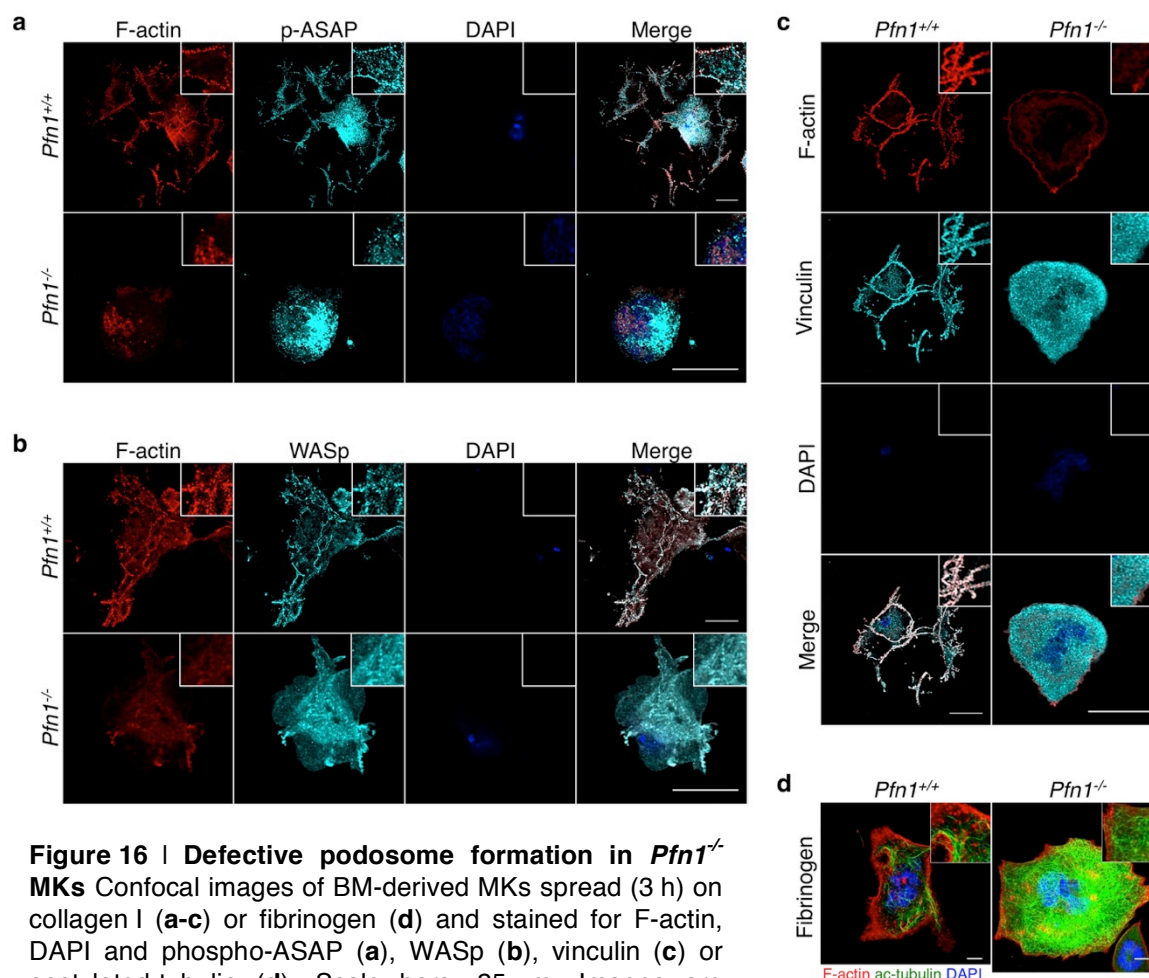 a
F-actin p-ASAP DAPI Merge
Pfn1+/+
Pfn1-/-
b
F-actin WASp DAPI Merge
Pfn1+/+
Pfn1-/-
c
Pfn1+/+ Pfn1-/-
F-actin
Vinculin
DAPI
Merge
d
Pfn1+/+ Pfn1-/-
Fibrinogen
F-actin ac-tubulin DAPI
Figure 16 | Defective podosome formation in Pfn1-/-
MKs Confocal images of BM-derived MKs spread (3 h) on
collagen I (a-c) or fibrinogen (d) and stained for F-actin,
DAPI and phospho-ASAP (a), WASp (b), vinculin (c) or